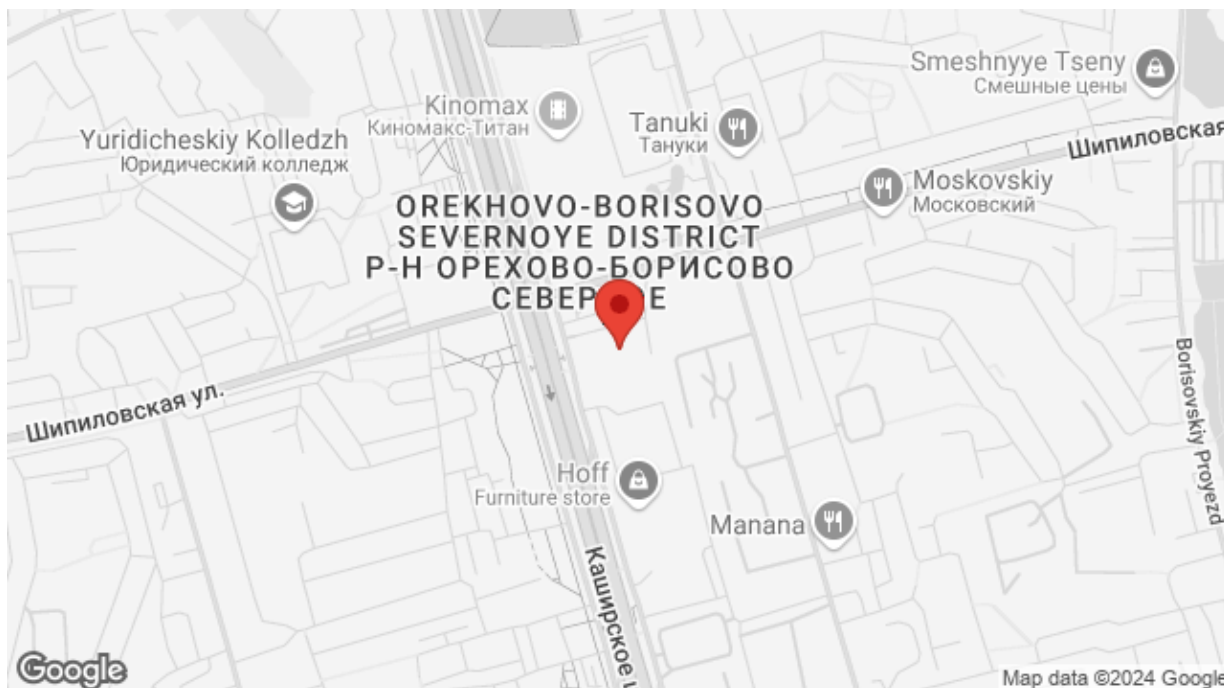 Smeshnyye Tseny
Смешные цены
Kinomax
Киномакс-Титан
Tanuki
Тануки
Yuridicheskiy Kolledzh
Юридический колледж
Шипиловская
Moskovskiy
Московский
OREKHOVO-BORISOVO
SEVERNOYE DISTRICT
Р-Н ОРЕХОВО-БОРИСОВО
Шипиловская ул.
Borisovskiy Proyezd
Hoff
Furniture store
Manana
Каширское
Google
Map data ©2024 Google